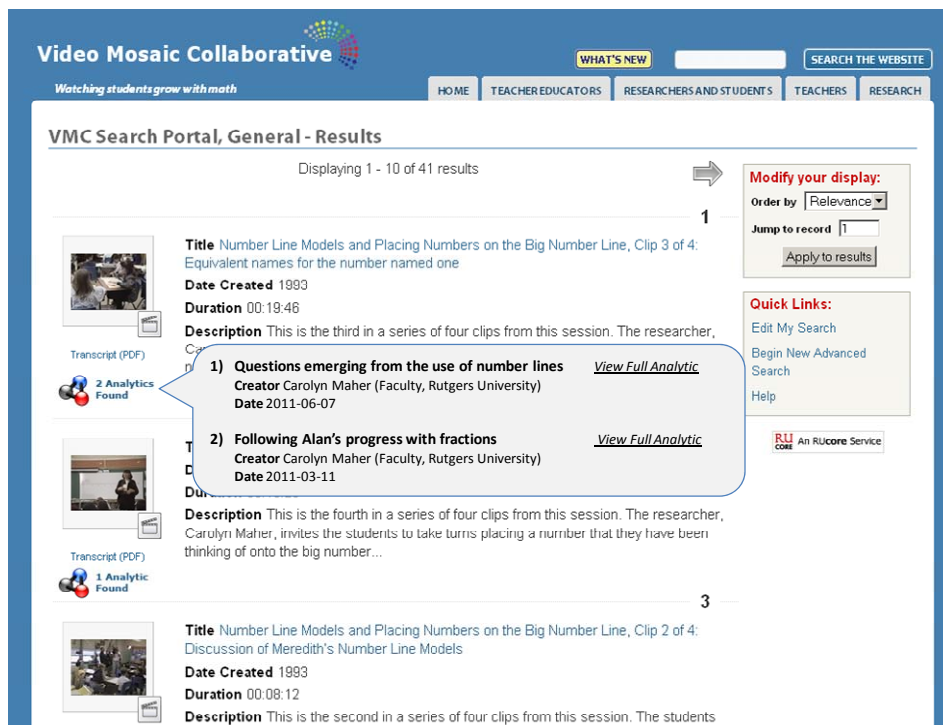 Video Mosaic Collaborative
WHAT'S NEW
SEARCH THE WEBSITE
Watching students grow with math
HOME
TEACHER EDUCATORS
RESEARCHERS AND STUDENTS
TEACHERS
RESEARCH
VMC Search Portal, General - Results
Displaying 1 - 10 of 41 results
1
Title Number Line Models and Placing Numbers on the Big Number Line, Clip 3 of 4:
Equivalent names for the number named one
Date Created 1993
Duration 00:19:46
Description This is the third in a series of four clips from this session. The researcher,
Transcript (PDF)
2 Analytics
Found
1) Questions emerging from the use of number lines View Full Analytic
Creator Carolyn Maher (Faculty, Rutgers University)
Date 2011-06-07
2) Following Alan's progress with fractions View Full Analytic
Creator Carolyn Maher (Faculty, Rutgers University)
Date 2011-03-11
Description This is the fourth in a series of four clips from this session. The researcher,
Carolyn Maher, invites the students to take turns placing a number that they have been
thinking of onto the big number...
Transcript (PDF)
1 Analytic
Found
3
Title Number Line Models and Placing Numbers on the Big Number Line, Clip 2 of 4:
Discussion of Meredith's Number Line Models
Date Created 1993
Duration 00:08:12
Description This is the second in a series of four clips from this session. The students
Modify your display:
Order by Relevance
Jump to record 1
Apply to results
Quick Links:
Edit My Search
Begin New Advanced
Search
Help
RU CORE An RUcore Service